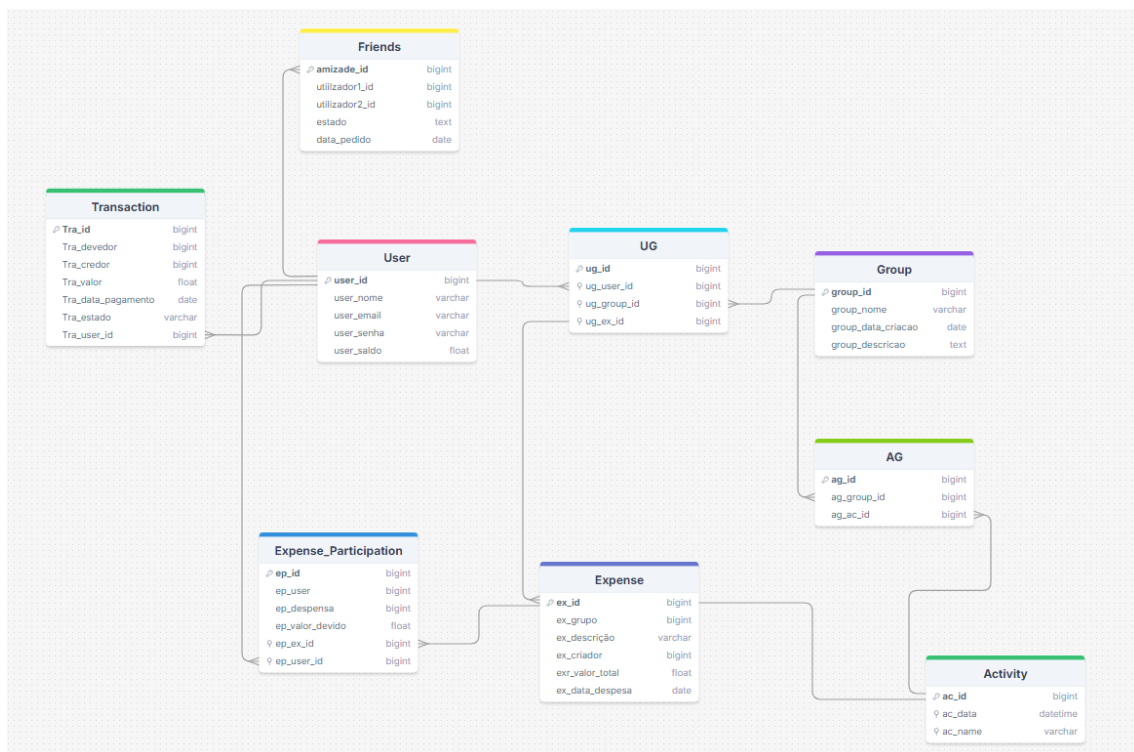 Friends
amizade_id bigint
utiilzador1_id bigint
utilizador2_id bigint
estado text
data_pedido date
Transaction
Tra_id bigint
Tra_devedor bigint
Tra_credor bigint
Tra_valor float
Tra_data_pagamento date
Tra_estado varchar
Tra_user_id bigint
User
user_id bigint
user_nome varchar
user_email varchar
user_senha varchar
user_saldo float
UG
ug_id bigint
ug_user_id bigint
ug_group_id bigint
ug_ex_id bigint
Group
group_id bigint
group_nome varchar
group_data_criacao date
group_descricao text
AG
ag_id bigint
ag_group_id bigint
ag_ac_id bigint
Expense_Participation
ep_id bigint
ep_user bigint
ep_despensa bigint
ep_valor_devido float
ep_ex_id bigint
ep_user_id bigint
Expense
ex_id bigint
ex_grupo bigint
ex_descrição varchar
ex_criador bigint
exr_valor_total float
ex_data_despesa date
Activity
ac_id bigint
ac_data datetime
ac_name varchar